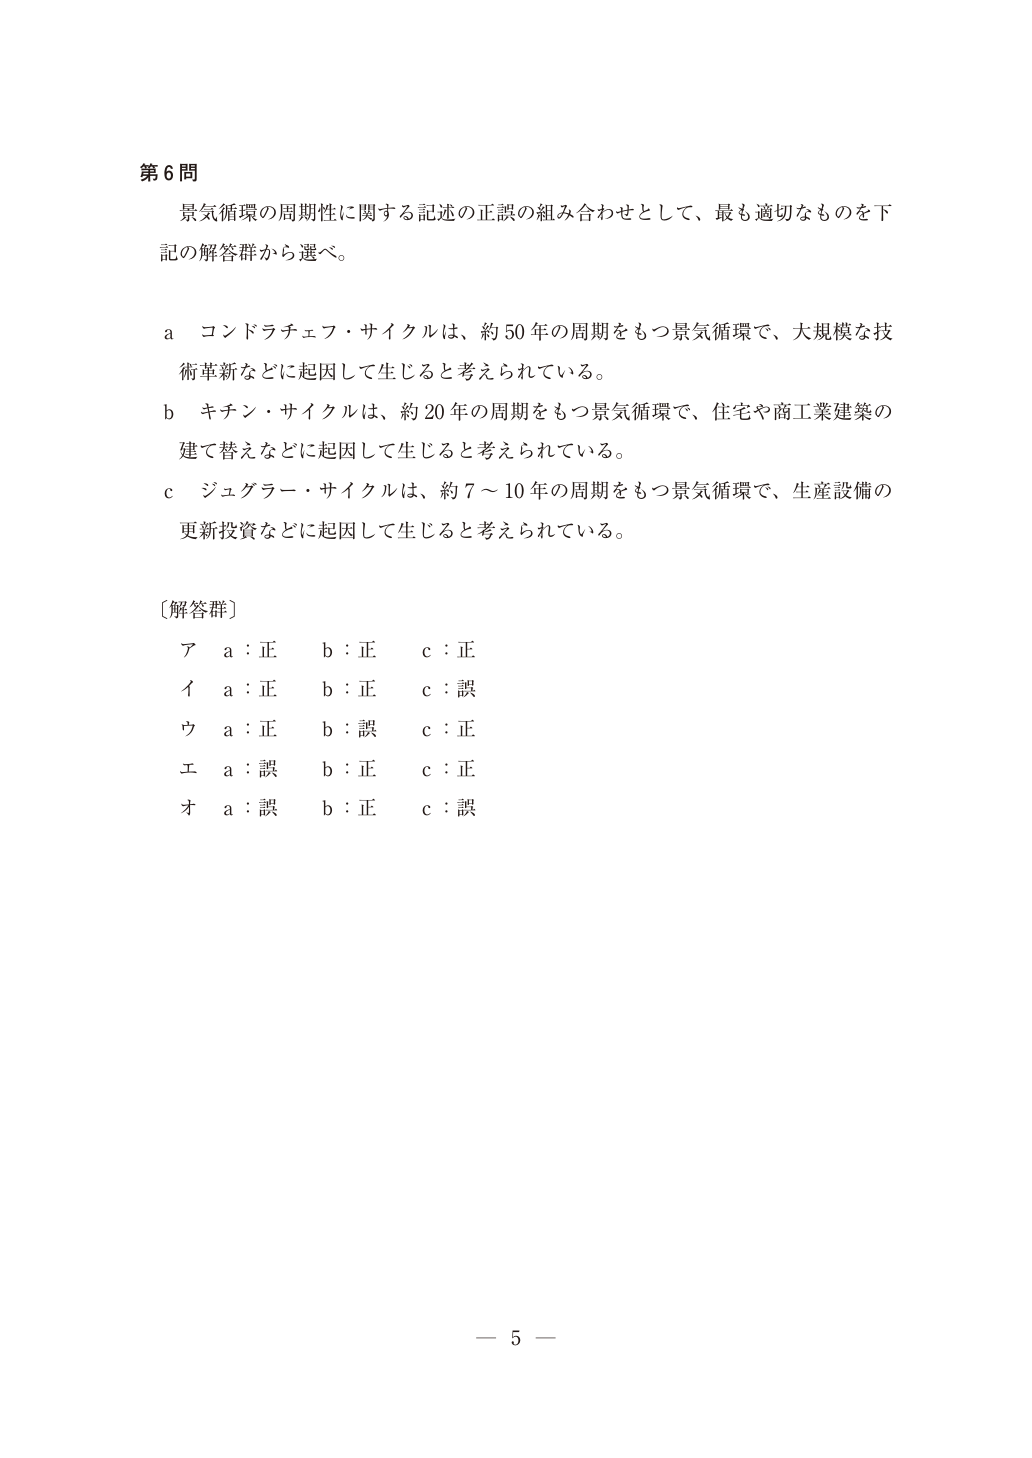 第6問
景気循環の周期性に関する記述の正誤の組み合わせとして、最も適切なものを下
記の解答群から選べ。
a　コンドラチェフ・サイクルは、約50年の周期をもつ景気循環で、大規模な技
術革新などに起因して生じると考えられている。
b　キチン・サイクルは、約20年の周期をもつ景気循環で、住宅や商工業建築の
建て替えなどに起因して生じると考えられている。
c　ジュグラー・サイクルは、約7〜10年の周期をもつ景気循環で、生産設備の
更新投資などに起因して生じると考えられている。
〔解答群〕
ア　a：正　　b：正　　c：正
イ　a：正　　b：正　　c：誤
ウ　a：正　　b：誤　　c：正
エ　a：誤　　b：正　　c：正
オ　a：誤　　b：正　　c：誤
— 5 —